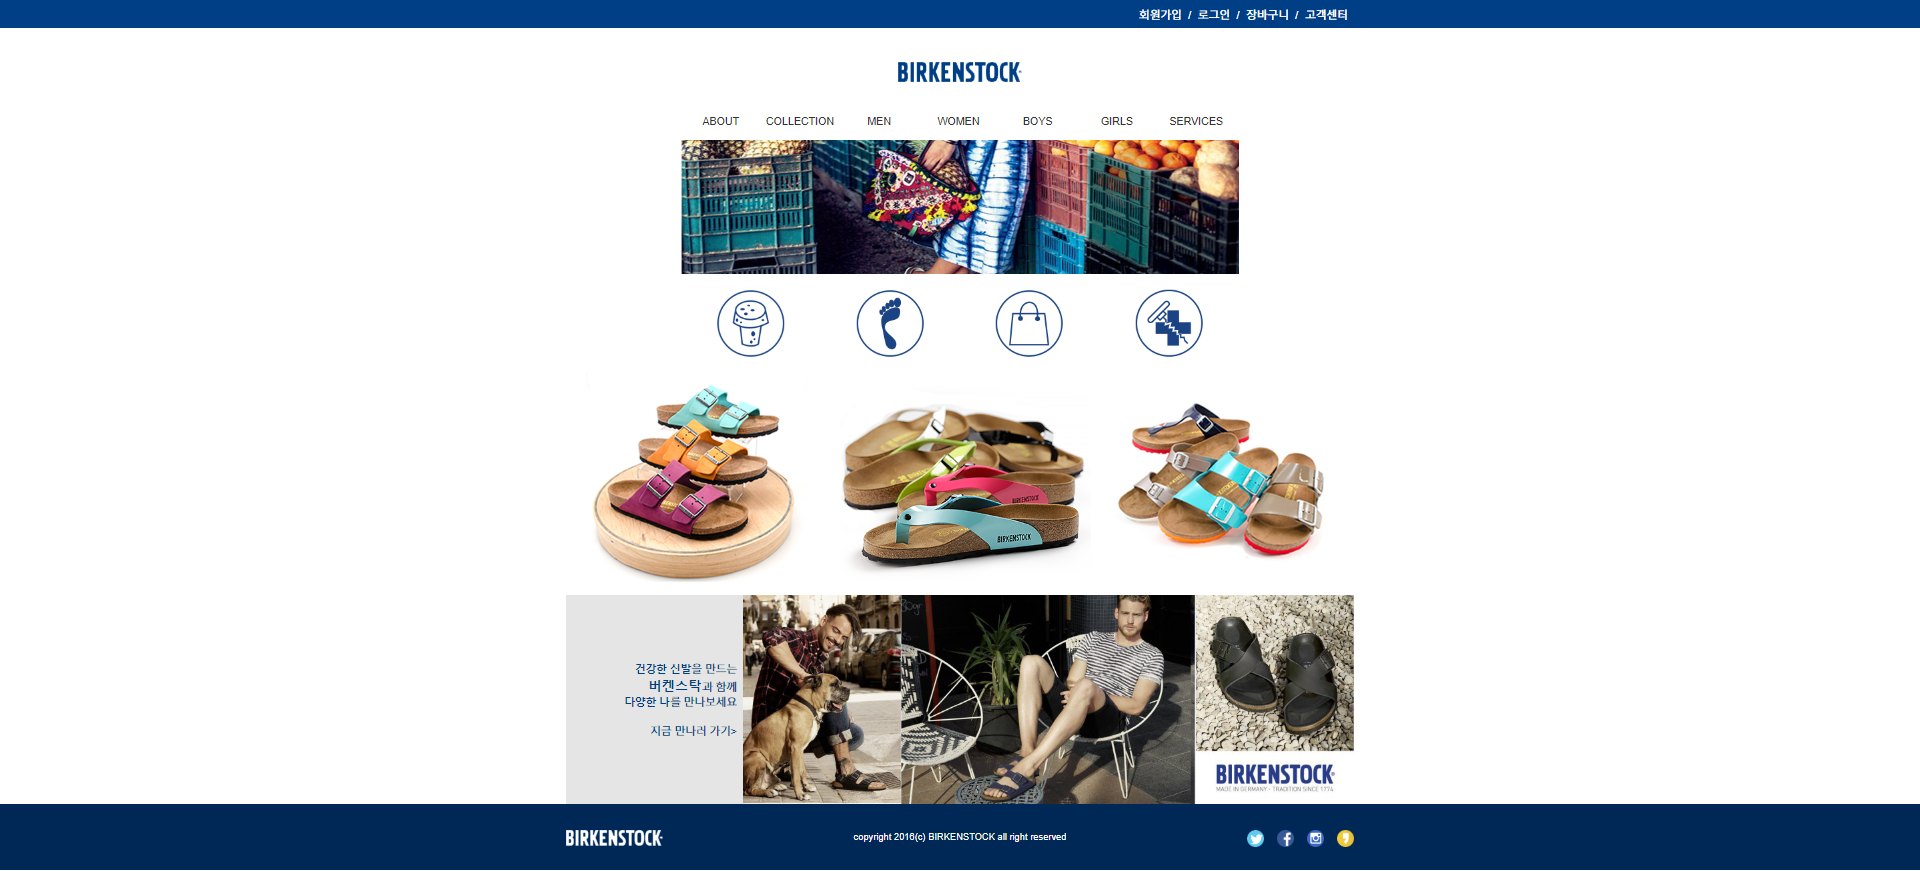 회원가입 / 로그인 / 장바구니 / 고객센터
BIRKENSTOCK
ABOUT COLLECTION MEN WOMEN BOYS GIRLS SERVICES
BIRKENSTOCK
BIRKENSTOCK
건강한 신발을 만드는
버켄스탁과 함께
다양한 나를 만나보세요
지금 만나러 가기>
BIRKENSTOCK
MADE IN GERMANY · TRADITION SINCE 1774
BIRKENSTOCK
copyright 2016(c) BIRKENSTOCK all right reserved